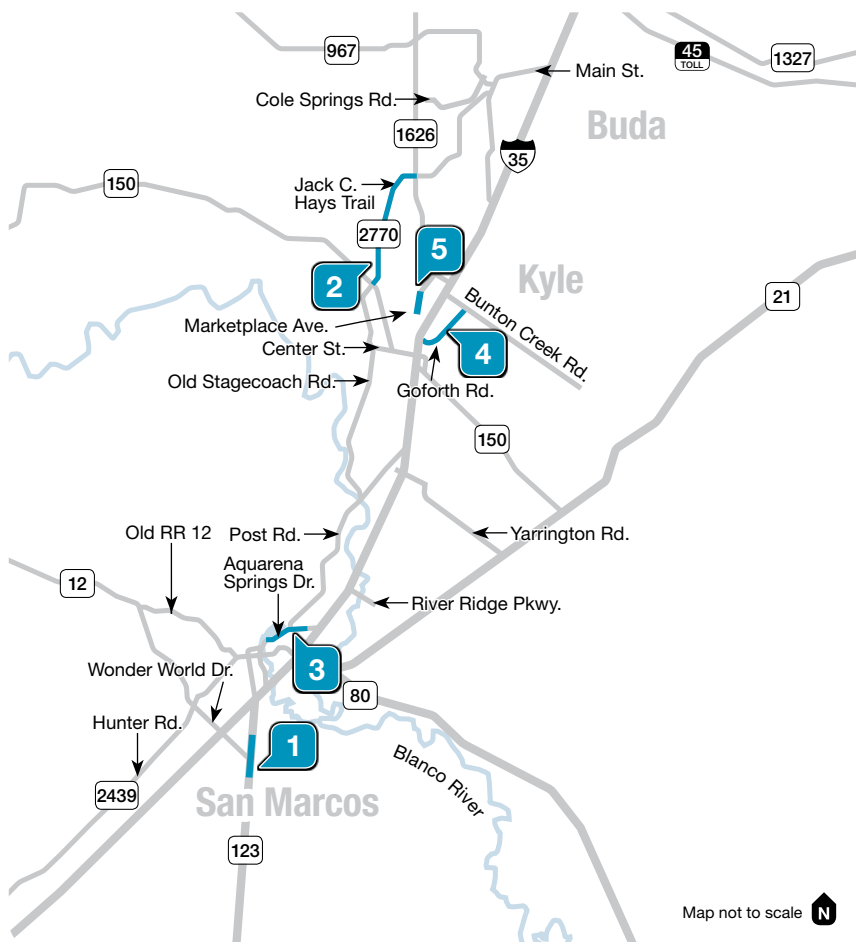 967
45
TOLL
1327
Main St.
Cole Springs Rd.
Buda
1626
35
150
Jack C.
Hays Trail
2770
5
2
Kyle
21
Bunton Creek Rd.
Marketplace Ave.
Center St.
4
Old Stagecoach Rd.
Goforth Rd.
150
Old RR 12
Post Rd.
Yarrington Rd.
Aquarena
Springs Dr.
12
River Ridge Pkwy.
3
Wonder World Dr.
80
Hunter Rd.
1
Blanco River
2439
San Marcos
123
Map not to scale
N